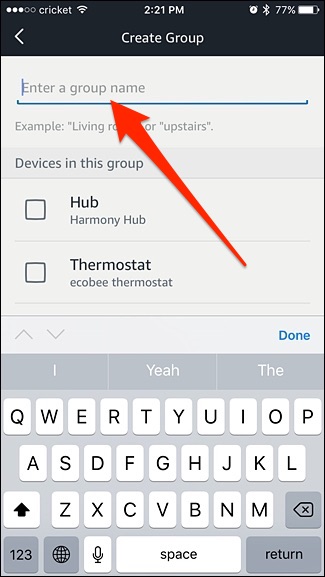 cricket 2:21 PM 77%
Create Group
Enter a group name
Example: "Living ro or "upstairs".
Devices in this group
Hub
Harmony Hub
Thermostat
ecobee thermostat
Done
I Yeah The
Q W E R T Y U I O P
A S D F G H J K L
Z X C V B N M
123 space return